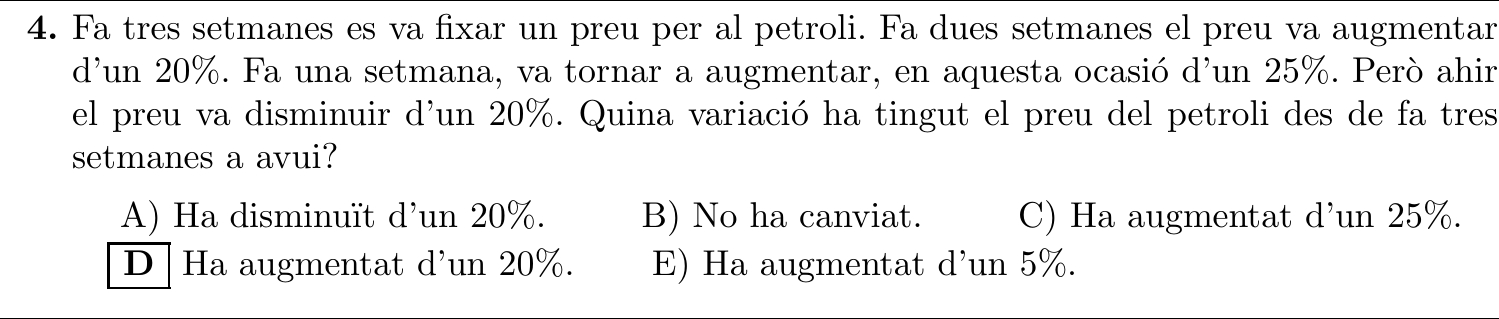 4. Fa tres setmanes es va fixar un preu per al petroli. Fa dues setmanes el preu va augmentar
d'un 20%. Fa una setmana, va tornar a augmentar, en aquesta ocasió d'un 25%. Però ahir
el preu va disminuir d'un 20%. Quina variació ha tingut el preu del petroli des de fa tres
setmanes a avui?
A) Ha disminuït d'un 20%. B) No ha canviat. C) Ha augmentat d'un 25%.
D Ha augmentat d'un 20%. E) Ha augmentat d'un 5%.